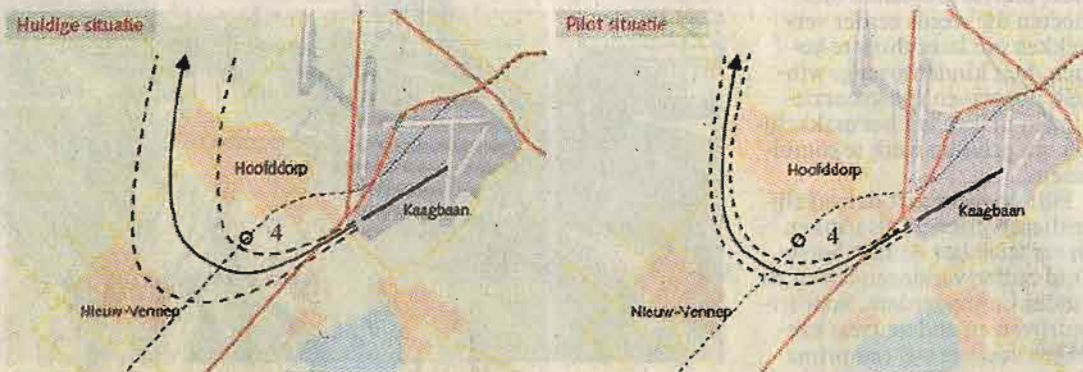 Huidige situatie
Hoofddorp
Kaagbaan
4
Nieuw-Vennep
Pilot situatie
Hoofddorp
Kaagbaan
4
Nieuw-Vennep